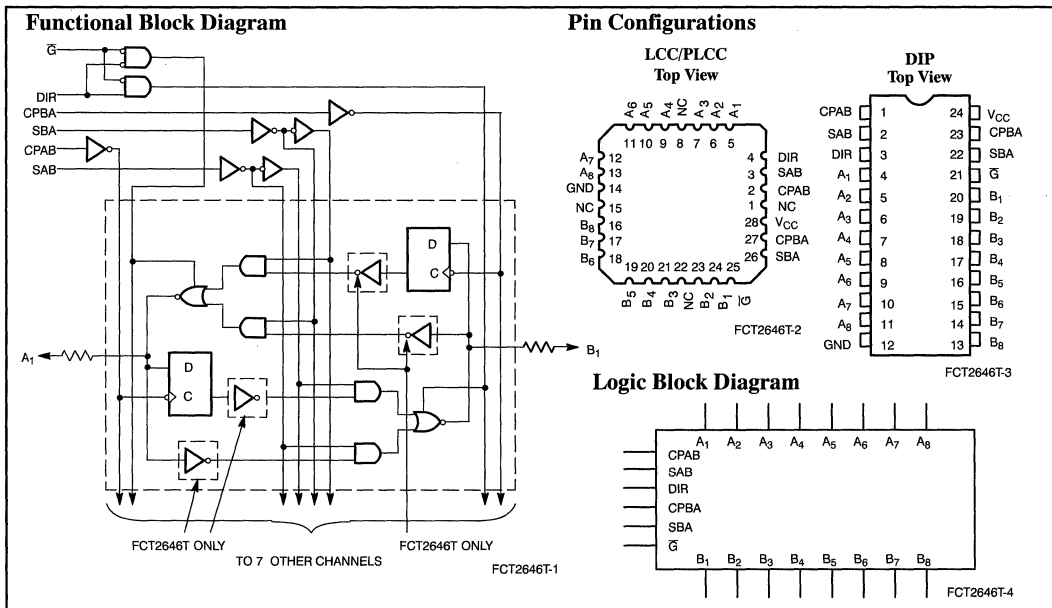 Functional Block Diagram
G̅
DIR
CPBA
SBA
CPAB
SAB
D
C
A1
B1
D
C
FCT2646T ONLY
FCT2646T ONLY
TO 7 OTHER CHANNELS
FCT2646T-1
Pin Configurations
LCC/PLCC
Top View
A6 A5 A4 NC A3 A2 A1
11 10 9 8 7 6 5
A7 12
A8 13
GND 14
NC 15
B8 16
B7 17
B6 18
4 DIR
3 SAB
2 CPAB
1 NC
28 VCC
27 CPBA
26 SBA
19 20 21 22 23 24 25
B5 B4 B3 NC B2 B1 G̅
FCT2646T-2
DIP
Top View
CPAB 1 24 VCC
SAB 2 23 CPBA
DIR 3 22 SBA
A1 4 21 G̅
A2 5 20 B1
A3 6 19 B2
A4 7 18 B3
A5 8 17 B4
A6 9 16 B5
A7 10 15 B6
A8 11 14 B7
GND 12 13 B8
FCT2646T-3
Logic Block Diagram
A1 A2 A3 A4 A5 A6 A7 A8
CPAB
SAB
DIR
CPBA
SBA
G̅
B1 B2 B3 B4 B5 B6 B7 B8
FCT2646T-4